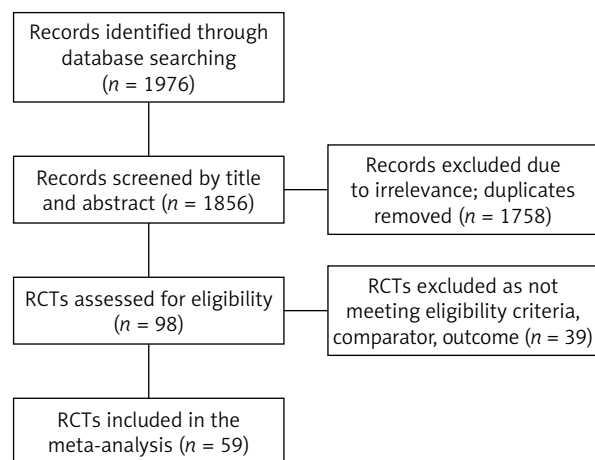 Records identified through
database searching
(n = 1976)
Records screened by title
and abstract (n = 1856)
Records excluded due
to irrelevance; duplicates
removed (n = 1758)
RCTs assessed for eligibility
(n = 98)
RCTs excluded as not
meeting eligibility criteria,
comparator, outcome (n = 39)
RCTs included in the
meta-analysis (n = 59)